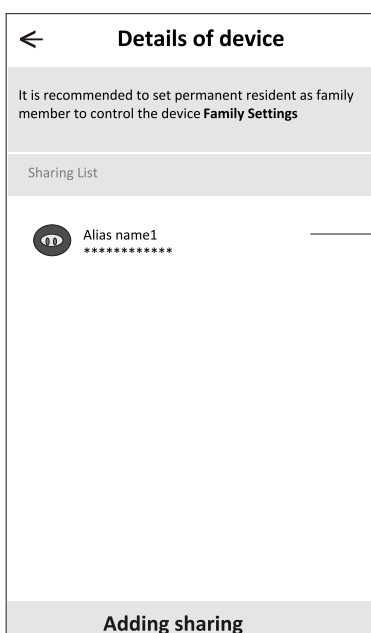 Details of device
It is recommended to set permanent resident as family
member to control the device Family Settings
Sharing List
Alias name1
************
Adding sharing